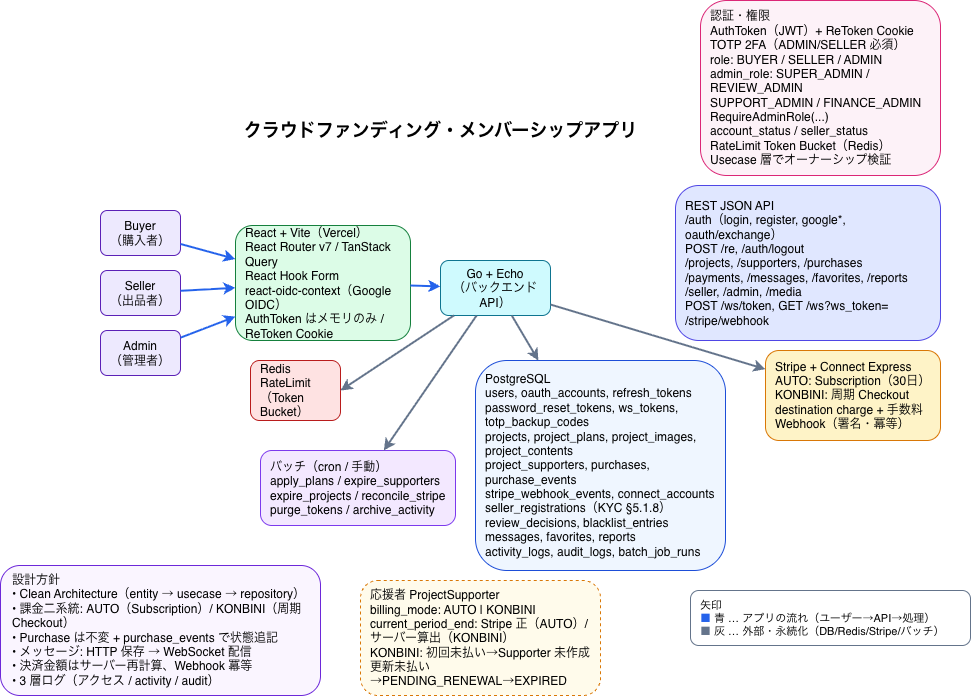 認証・権限
AuthToken（JWT）+ ReToken Cookie
TOTP 2FA（ADMIN/SELLER 必須）
role: BUYER / SELLER / ADMIN
admin_role: SUPER_ADMIN /
REVIEW_ADMIN
SUPPORT_ADMIN / FINANCE_ADMIN
RequireAdminRole(...)
account_status / seller_status
RateLimit Token Bucket（Redis）
Usecase 層でオーナーシップ検証
クラウドファンディング・メンバーシップアプリ
REST JSON API
/auth（login, register, google*,
oauth/exchange）
POST /re, /auth/logout
/projects, /supporters, /purchases
/payments, /messages, /favorites, /reports
/seller, /admin, /media
POST /ws/token, GET /ws?ws_token=
/stripe/webhook
Buyer
（購入者）
Seller
（出品者）
Admin
（管理者）
React + Vite（Vercel）
React Router v7 / TanStack
Query
React Hook Form
react-oidc-context（Google
OIDC）
AuthToken はメモリのみ /
ReToken Cookie
Go + Echo
（バックエンド
API）
Redis
RateLimit
（Token
Bucket）
Stripe + Connect Express
AUTO: Subscription（30日）
KONBINI: 周期 Checkout
destination charge + 手数料
Webhook（署名・冪等）
PostgreSQL
users, oauth_accounts, refresh_tokens
password_reset_tokens, ws_tokens,
totp_backup_codes
projects, project_plans, project_images,
project_contents
project_supporters, purchases,
purchase_events
stripe_webhook_events, connect_accounts
seller_registrations（KYC §5.1.8）
review_decisions, blacklist_entries
messages, favorites, reports
activity_logs, audit_logs, batch_job_runs
バッチ（cron / 手動）
apply_plans / expire_supporters
expire_projects / reconcile_stripe
purge_tokens / archive_activity
設計方針
• Clean Architecture（entity → usecase → repository）
• 課金二系統: AUTO（Subscription）/ KONBINI（周期
Checkout）
• Purchase は不変 + purchase_events で状態追記
• メッセージ: HTTP 保存 → WebSocket 配信
• 決済金額はサーバー再計算、Webhook 冪等
• 3 層ログ（アクセス / activity / audit）
応援者 ProjectSupporter
billing_mode: AUTO | KONBINI
current_period_end: Stripe 正（AUTO）/
サーバー算出（KONBINI）
KONBINI: 初回未払い→Supporter 未作成
更新未払い
→PENDING_RENEWAL→EXPIRED
矢印
青 … アプリの流れ（ユーザー→API→処理）
灰 … 外部・永続化（DB/Redis/Stripe/バッチ）